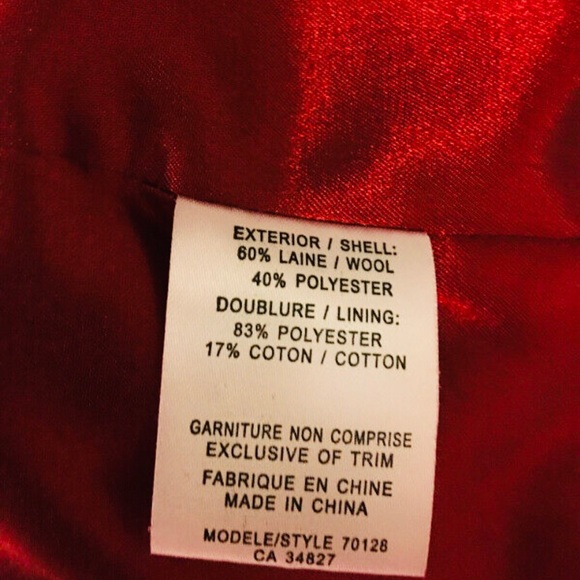 EXTERIOR / SHELL:
60% LAINE / WOOL
40% POLYESTER
DOUBLURE / LINING:
83% POLYESTER
17% COTON / COTTON
GARNITURE NON COMPRISE
EXCLUSIVE OF TRIM
FABRIQUE EN CHINE
MADE IN CHINA
MODELE/STYLE 70128
CA 34827